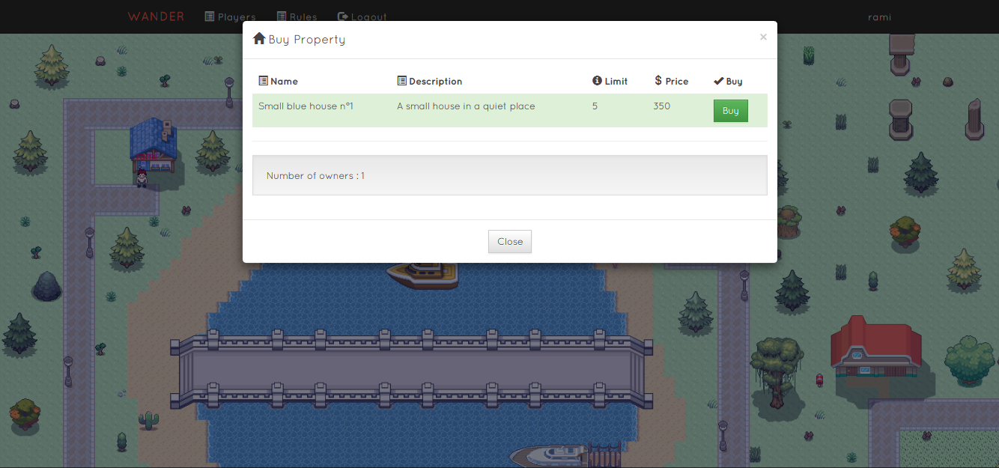 WANDER Players Rules Logout rami
Buy Property ×
Name Description Limit $ Price Buy
Small blue house n°1 A small house in a quiet place 5 350 Buy
Number of owners : 1
Close